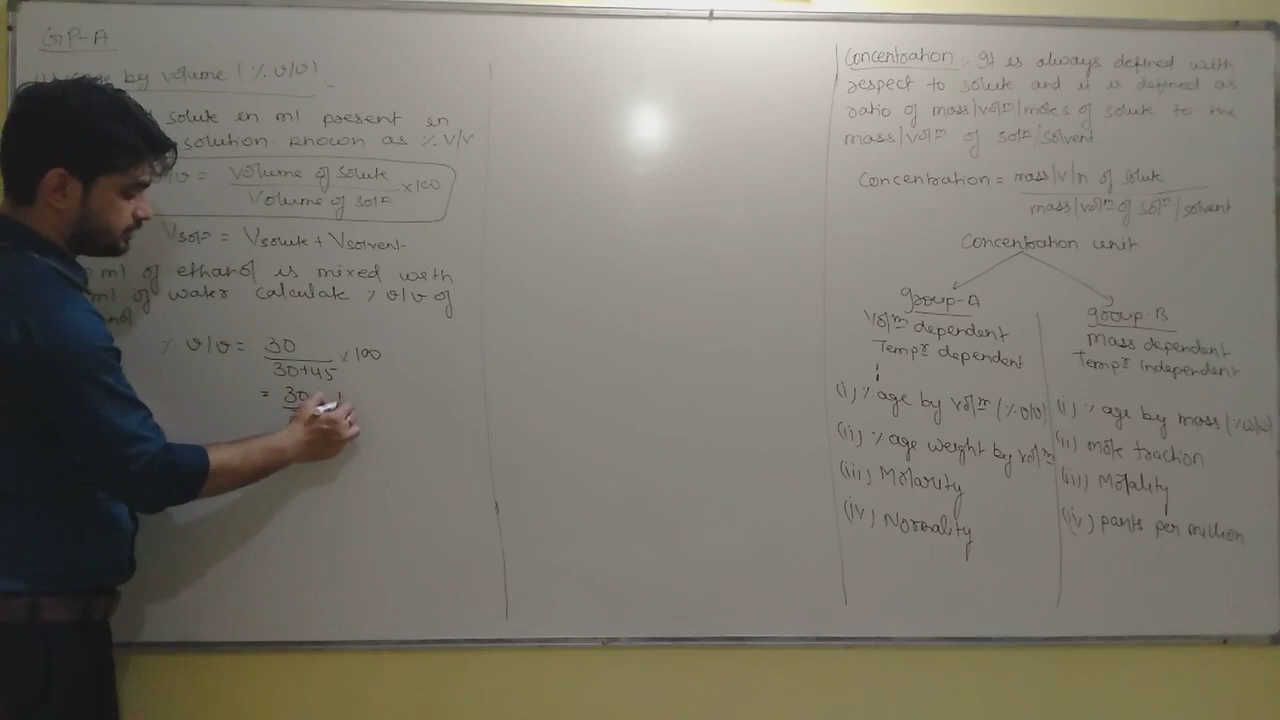 GP-A
age by volume (% v/v)
solute in ml present in
solution known as % V/V
v/v = Volume of solute / Volume of solⁿ ×100
Vsolⁿ = Vsolute + Vsolvent
ml of ethanol is mixed with
ml of water calculate % v/v of
% v/v = 30 / 30+45 × 100
= 30
Concentration :- It is always defined with
respect to solute and it is defined as
ratio of mass/volᵐ/moles of solute to the
mass/volᵐ of solⁿ/solvent
Concentration = mass/v/n of solute / mass/volᵐ of solⁿ/solvent
Concentration unit
group-A
Volᵐ dependent
Tempʳ dependent
(i) % age by volᵐ (% v/v)
(ii) % age weight by volᵐ
(iii) Molarity
(iv) Normality
group-B
Mass dependent
Tempʳ independent
(i) % age by mass (% w/w)
(ii) mole fraction
(iii) Molality
(iv) parts per million